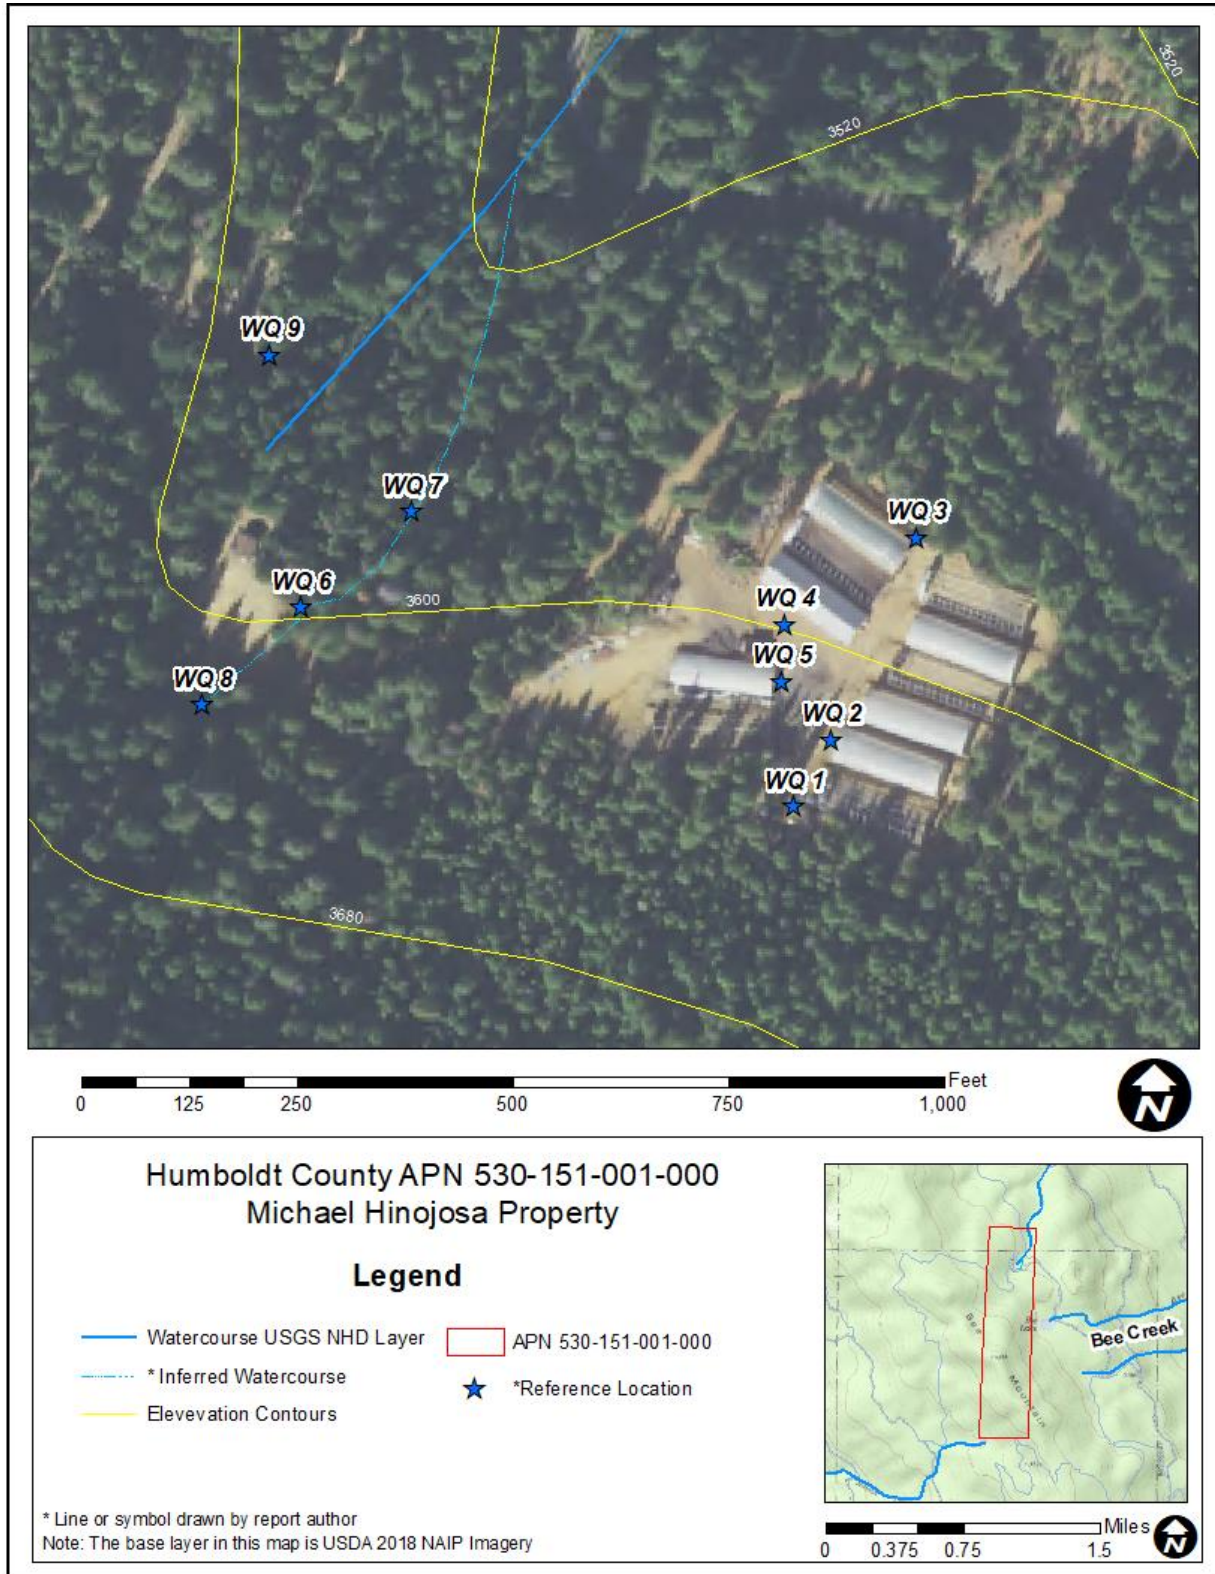 3520
3520
WQ 9
WQ 7
WQ 3
WQ 6
3600
WQ 4
WQ 5
WQ 8
WQ 2
WQ 1
3680
Feet
0 125 250 500 750 1,000
N
Humboldt County APN 530-151-001-000
Michael Hinojosa Property
Legend
Watercourse USGS NHD Layer
APN 530-151-001-000
* Inferred Watercourse
*Reference Location
Elevevation Contours
Bee
Mountain
Bee Creek
* Line or symbol drawn by report author
Note: The base layer in this map is USDA 2018 NAIP Imagery
Miles
0 0.375 0.75 1.5
N